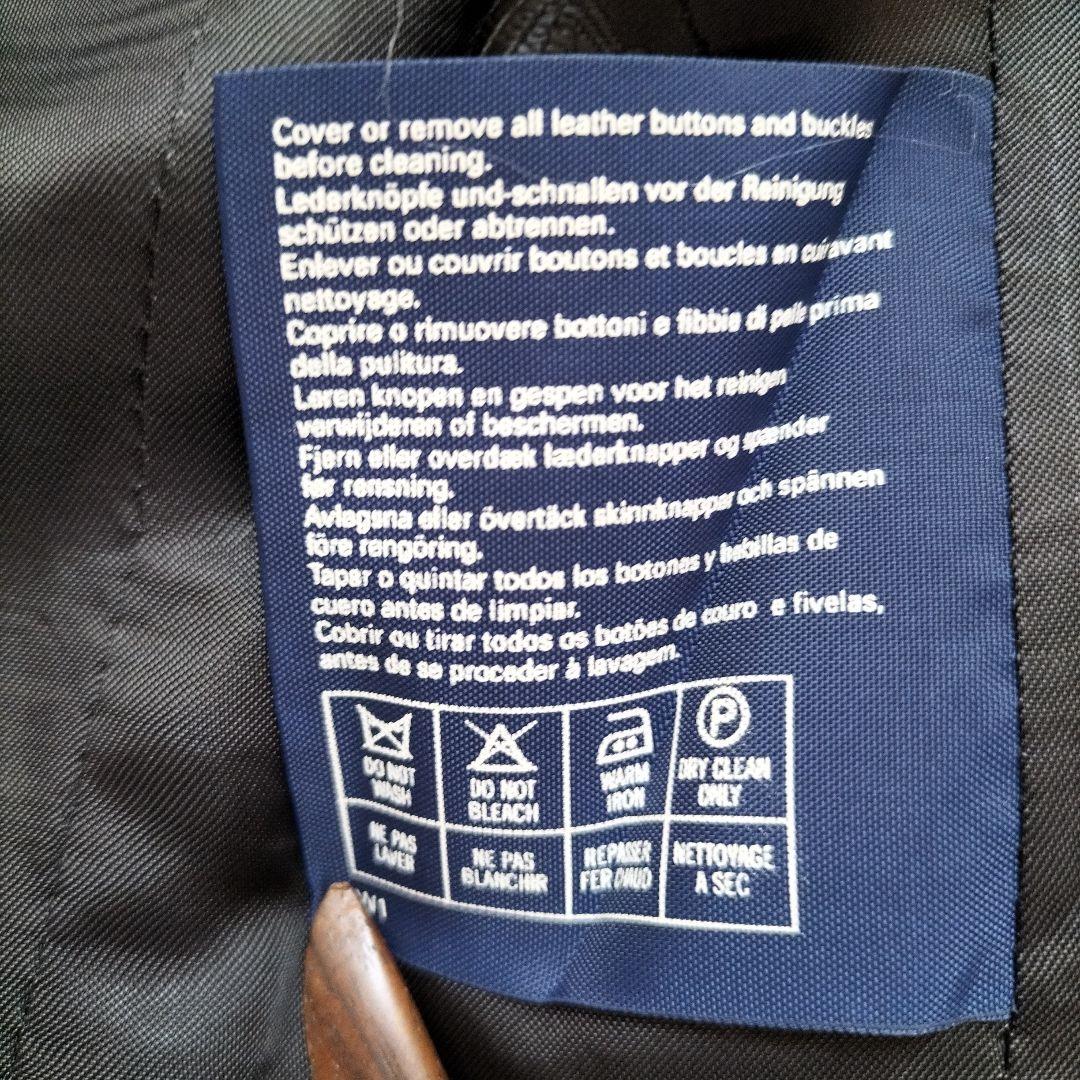 Cover or remove all leather buttons and buckles
before cleaning.
Lederknöpfe und-schnallen vor der Reinigung
schützen oder abtrennen.
Enlever ou couvrir boutons et boucles en cuir avant
nettoyage.
Coprire o rimuovere bottoni e fibbie di pelle prima
della pulitura.
Leren knopen en gespen voor het reinigen
verwijderen of beschermen.
Fjern eller overdæk læderknapper og spænder
før rensning.
Avlagsna eller övertäck skinnknappar och spännen
före rengöring.
Tapar o quintar todos los botones y hebillas de
cuero antes de limpiar.
Cobrir ou tirar todos os botões de couro e fivelas,
antes de se proceder à lavagem.
P
DO NOT WASH
DO NOT BLEACH
WARM IRON
DRY CLEAN ONLY
NE PAS LAVER
NE PAS BLANCHIR
REPASSER FER CHAUD
NETTOYAGE A SEC